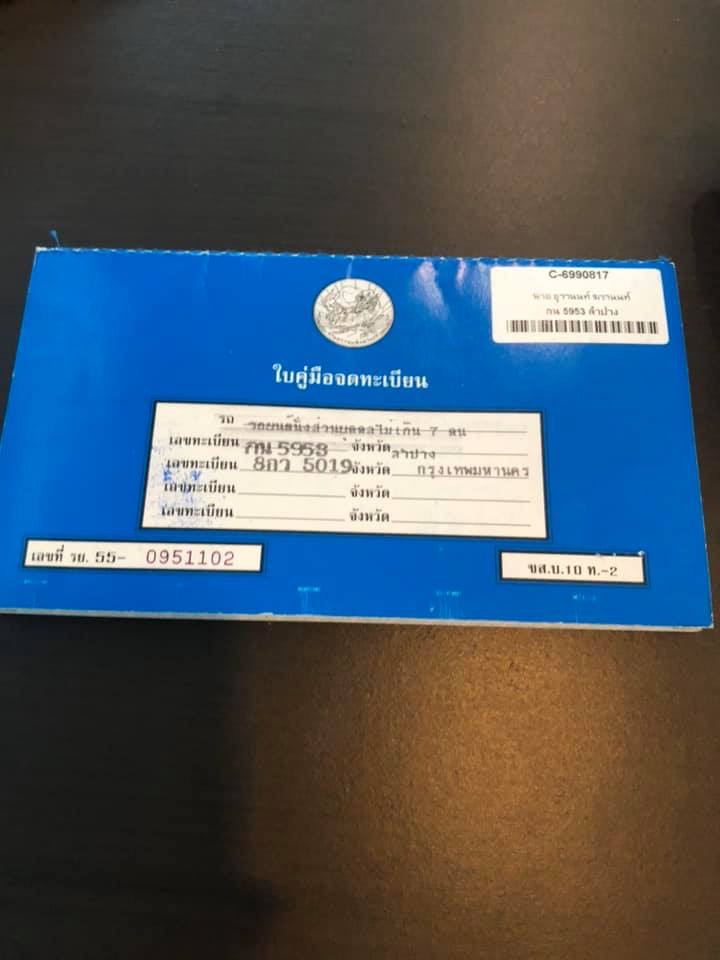 C-6990817
นาย
กน 5953 ลำปาง
ใบคู่มือจดทะเบียน
รถ รถยนต์นั่งส่วนบุคคลไม่เกิน 7 คน
เลขทะเบียน กน 5953 จังหวัด ลำปาง
เลขทะเบียน 8กว 5019 จังหวัด กรุงเทพมหานคร
เลขทะเบียน จังหวัด
เลขทะเบียน จังหวัด
เลขที่ รย. 55- 0951102
ขส.บ.10 ท.-2